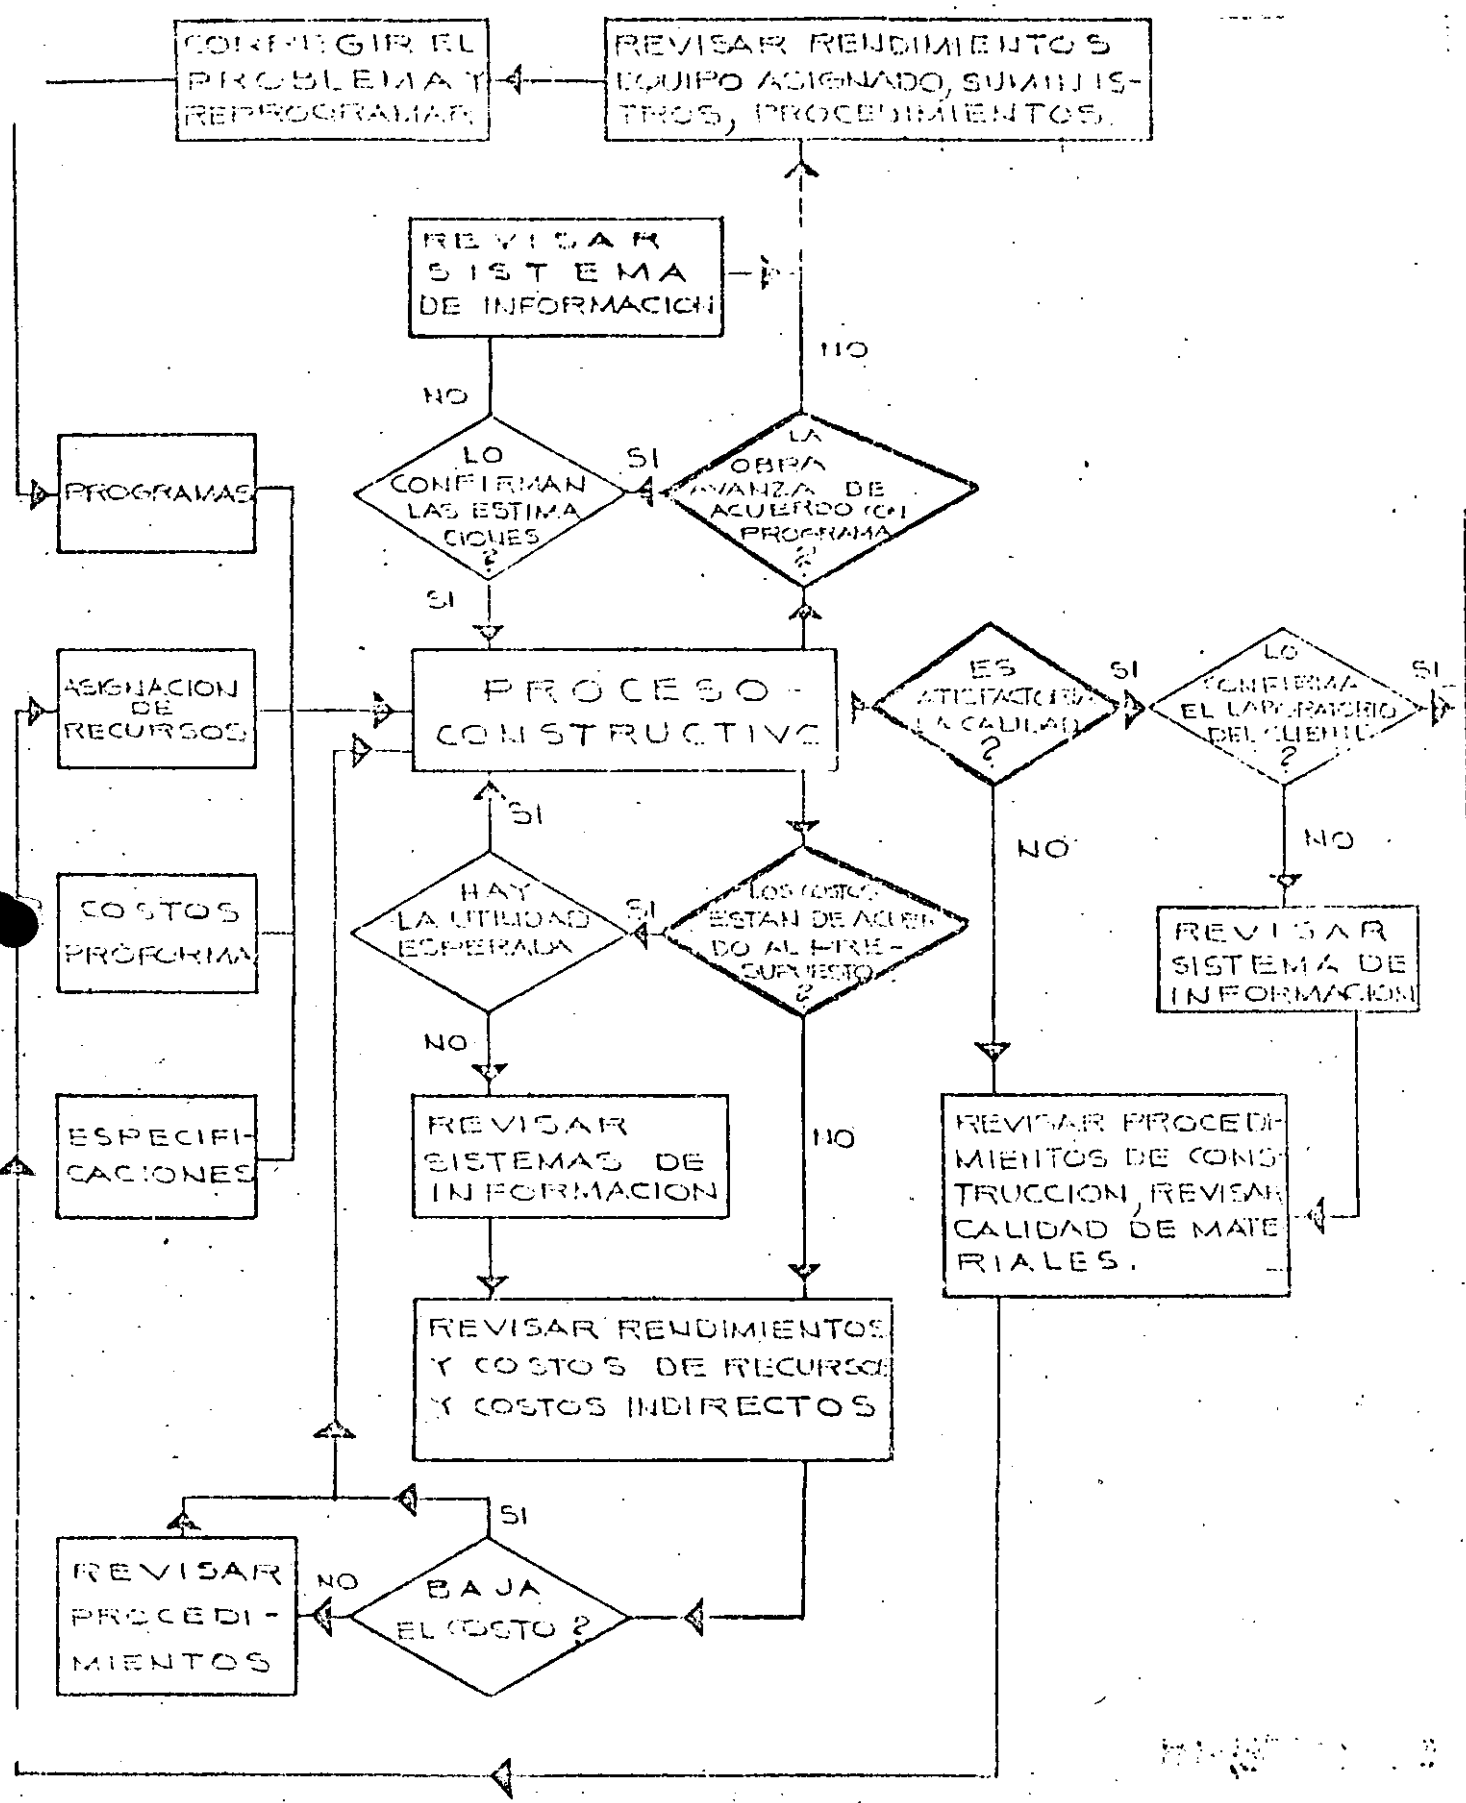 CORREGIR EL
PROBLEMA Y
REPROGRAMAR
REVISAR RENDIMIENTOS
EQUIPO ASIGNADO, SUMINIS-
TROS, PROCEDIMIENTOS.
REVISAR
SISTEMA
DE INFORMACION
NO
NO
LO
CONFIRMAN
LAS ESTIMA
CIONES
?
SI
LA
OBRA
AVANZA DE
ACUERDO CON
PROGRAMA
?
PROGRAMAS
SI
ASIGNACION
DE
RECURSOS
PROCESO
CONSTRUCTIVO
ES
SATISFACTORIA
LA CALIDAD
?
SI
LO
CONFIRMA
EL LABORATORIO
DEL CLIENTE
?
SI
SI
NO
NO
COSTOS
PROFORMA
HAY
LA UTILIDAD
ESPERADA
SI
LOS COSTOS
ESTAN DE ACUER
DO AL PRE-
SUPUESTO
?
REVISAR
SISTEMA DE
INFORMACION
NO
NO
ESPECIFI-
CACIONES
REVISAR
SISTEMAS DE
INFORMACION
REVISAR PROCEDI-
MIENTOS DE CONS-
TRUCCION, REVISAR
CALIDAD DE MATE
RIALES.
REVISAR RENDIMIENTOS
Y COSTOS DE RECURSOS
Y COSTOS INDIRECTOS
SI
REVISAR
PROCEDI-
MIENTOS
NO
BAJA
EL COSTO ?